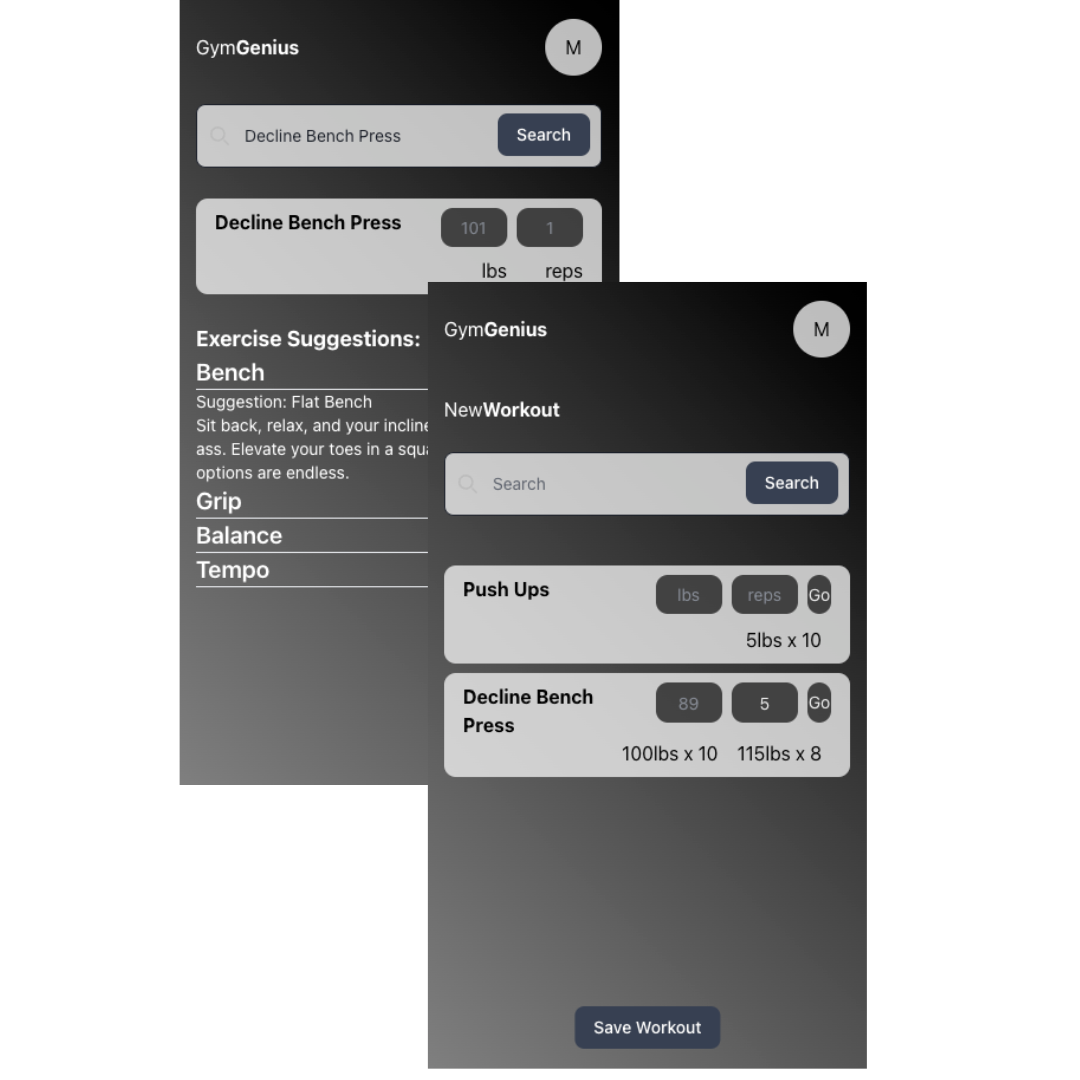 GymGenius
M
Decline Bench Press
Search
Decline Bench Press
101
1
lbs
reps
Exercise Suggestions:
Bench
Suggestion: Flat Bench
Sit back, relax, and your incline
ass. Elevate your toes in a
options are endless.
Grip
Balance
Tempo
GymGenius
M
NewWorkout
Search
Search
Push Ups
lbs
reps
Go
5lbs x 10
Decline Bench
Press
89
5
Go
100lbs x 10
115lbs x 8
Save Workout